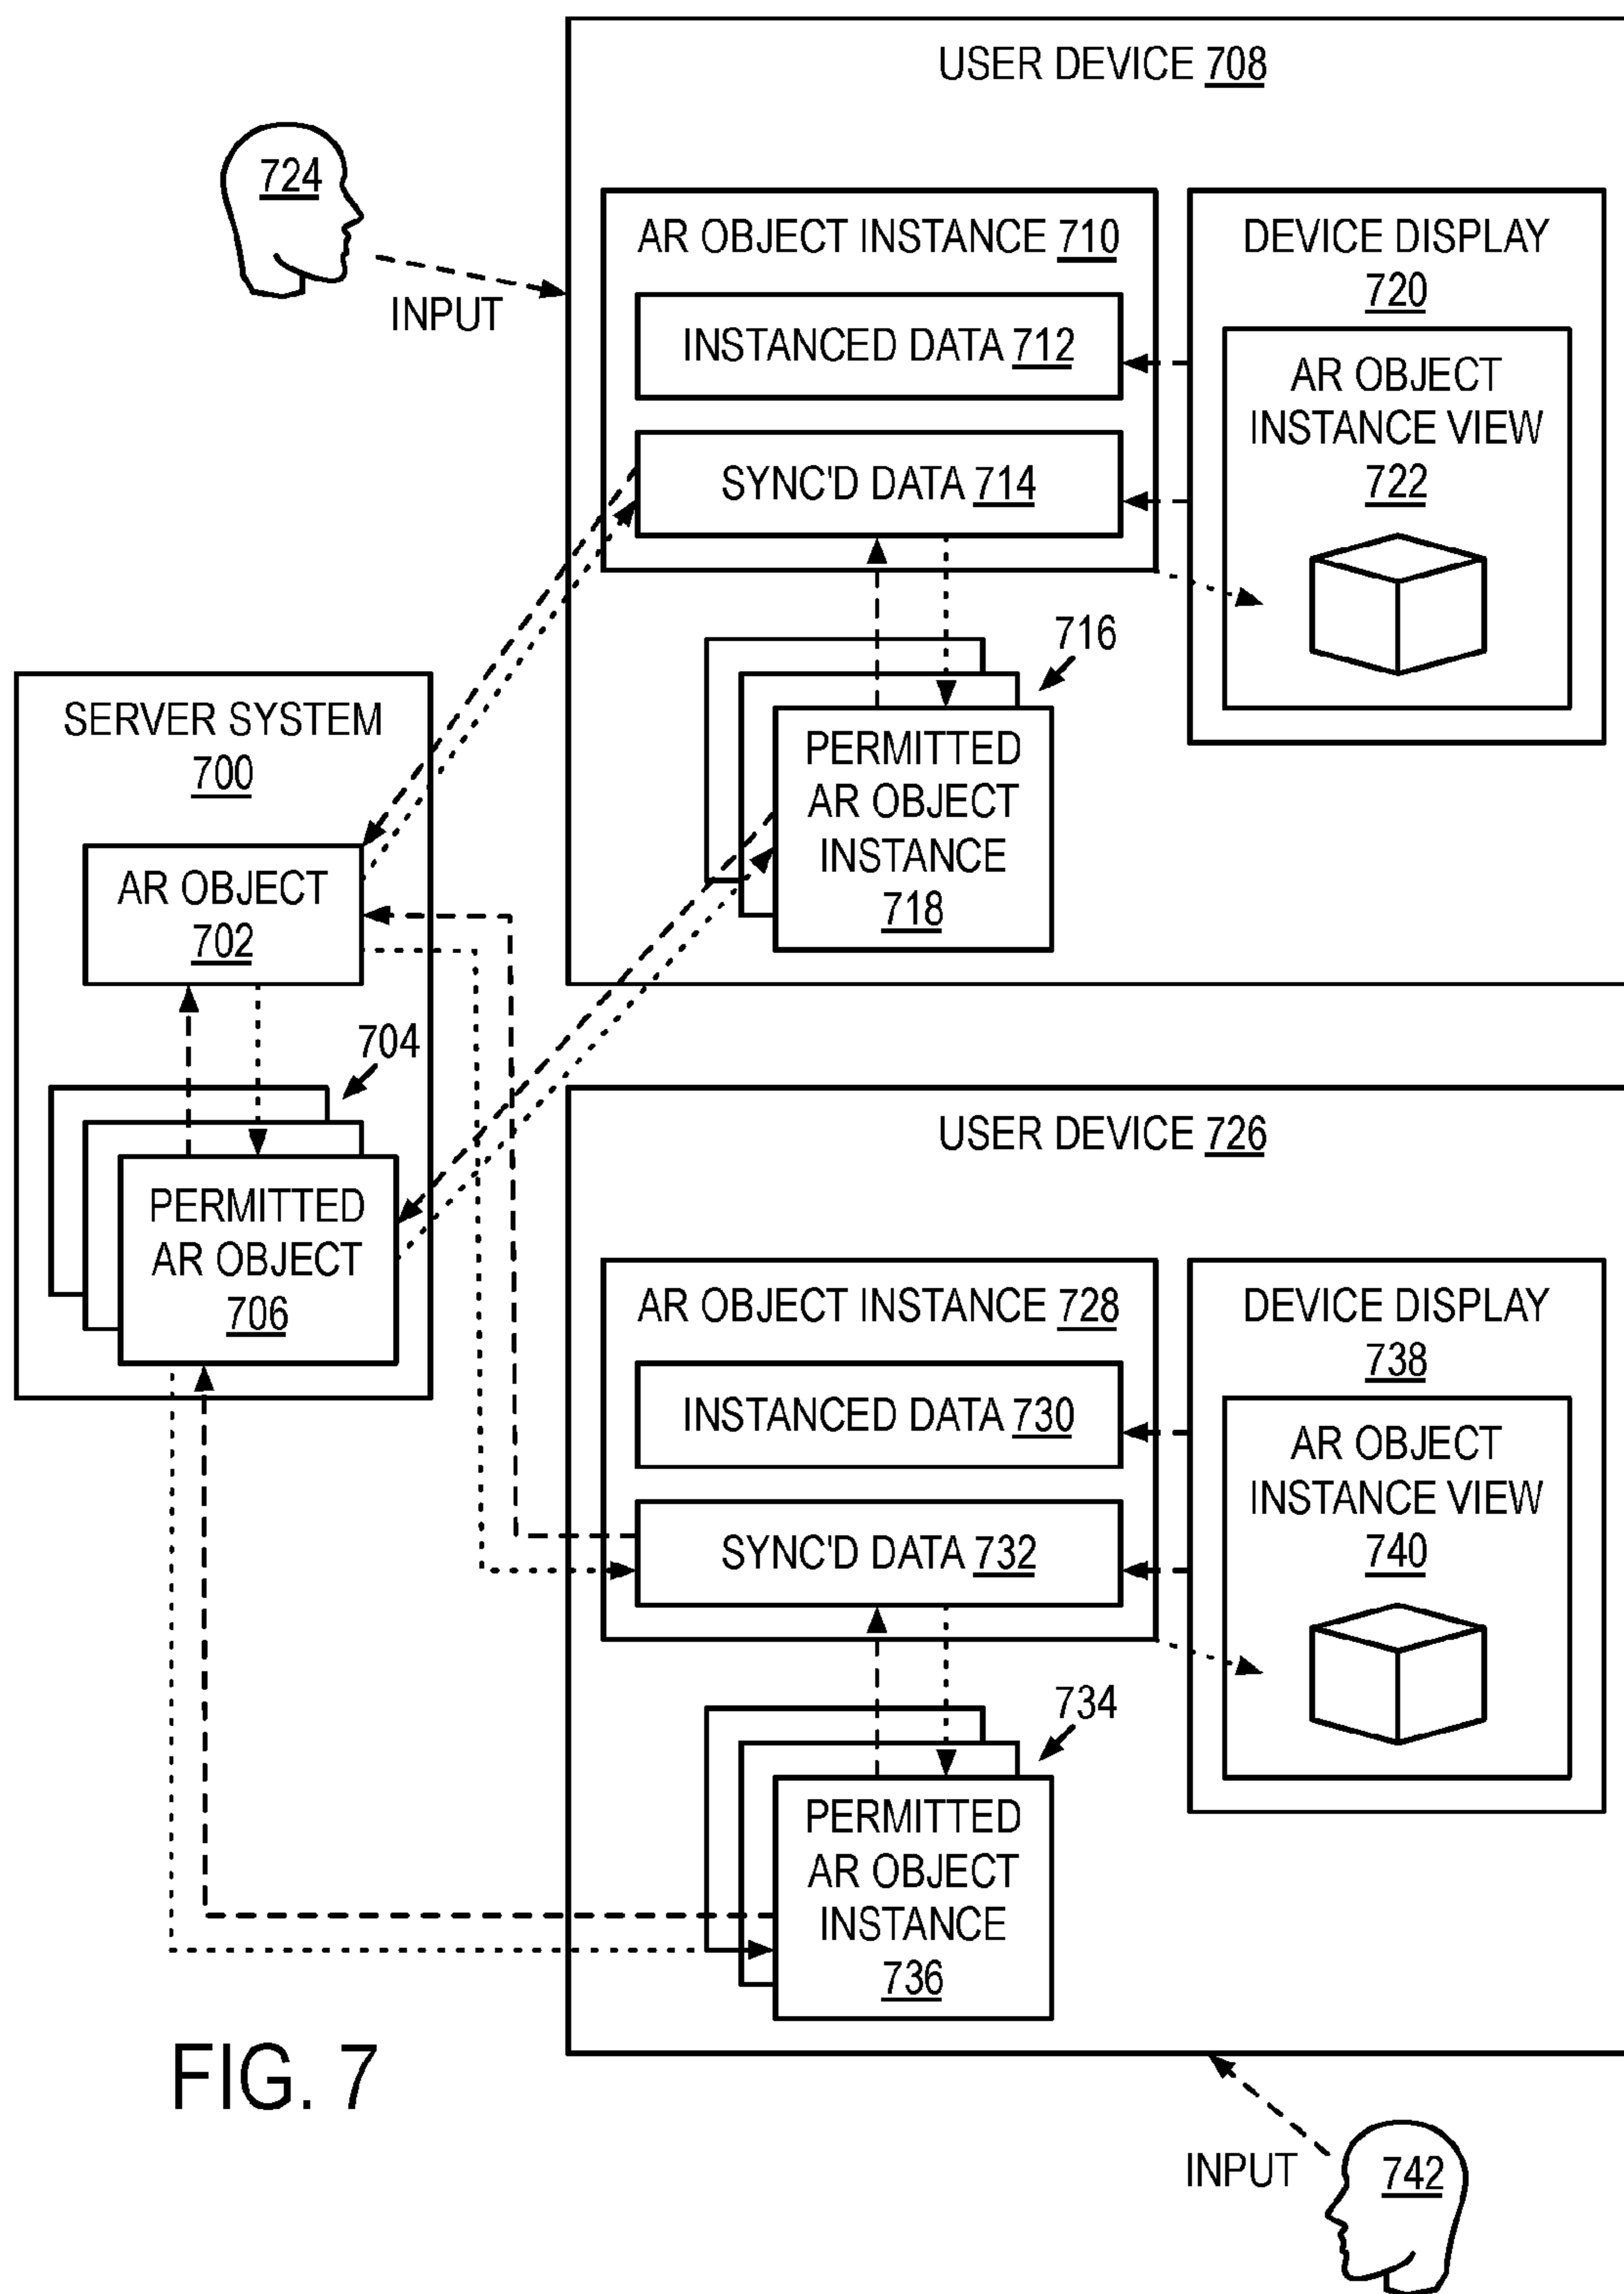 USER DEVICE 708
724
INPUT
AR OBJECT INSTANCE 710
INSTANCED DATA 712
SYNC'D DATA 714
DEVICE DISPLAY
720
AR OBJECT
INSTANCE VIEW
722
716
PERMITTED
AR OBJECT
INSTANCE
718
SERVER SYSTEM
700
AR OBJECT
702
704
PERMITTED
AR OBJECT
706
USER DEVICE 726
AR OBJECT INSTANCE 728
INSTANCED DATA 730
SYNC'D DATA 732
DEVICE DISPLAY
738
AR OBJECT
INSTANCE VIEW
740
734
PERMITTED
AR OBJECT
INSTANCE
736
FIG. 7
INPUT
742